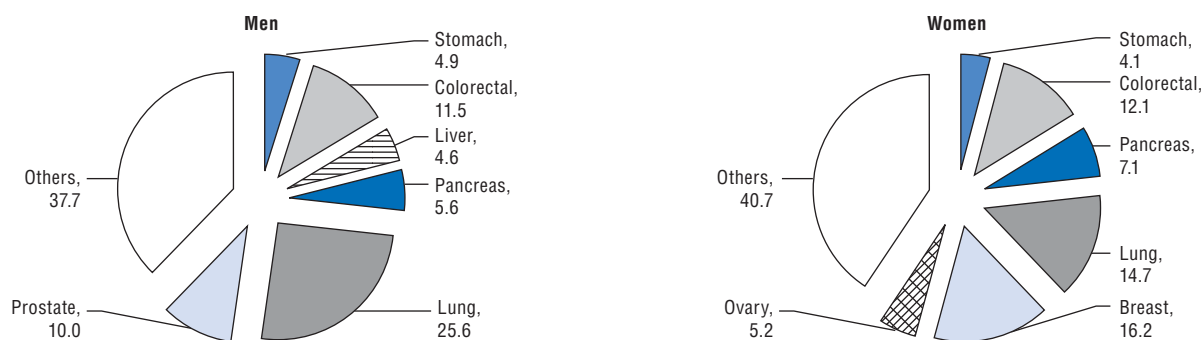 Men
Stomach,
4.9
Colorectal,
11.5
Liver,
4.6
Pancreas,
5.6
Lung,
25.6
Prostate,
10.0
Others,
37.7
Women
Stomach,
4.1
Colorectal,
12.1
Pancreas,
7.1
Lung,
14.7
Breast,
16.2
Ovary,
5.2
Others,
40.7